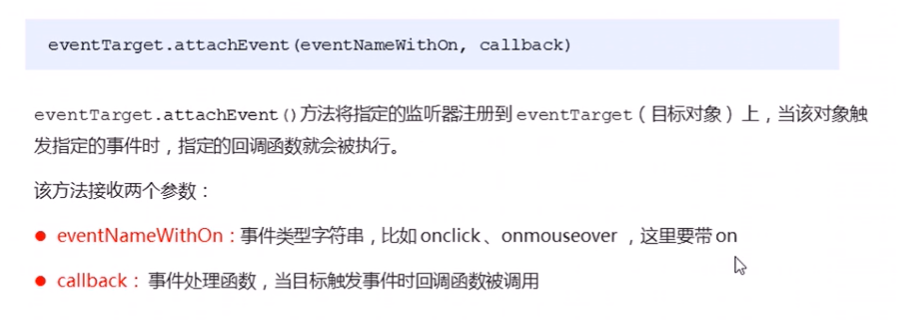 eventTarget.attachEvent(eventNameWithOn, callback)
eventTarget.attachEvent()方法将指定的监听器注册到 eventTarget（目标对象）上，当该对象触
发指定的事件时，指定的回调函数就会被执行。
该方法接收两个参数：
● eventNameWithOn：事件类型字符串，比如 onclick 、onmouseover ，这里要带 on
● callback： 事件处理函数，当目标触发事件时回调函数被调用